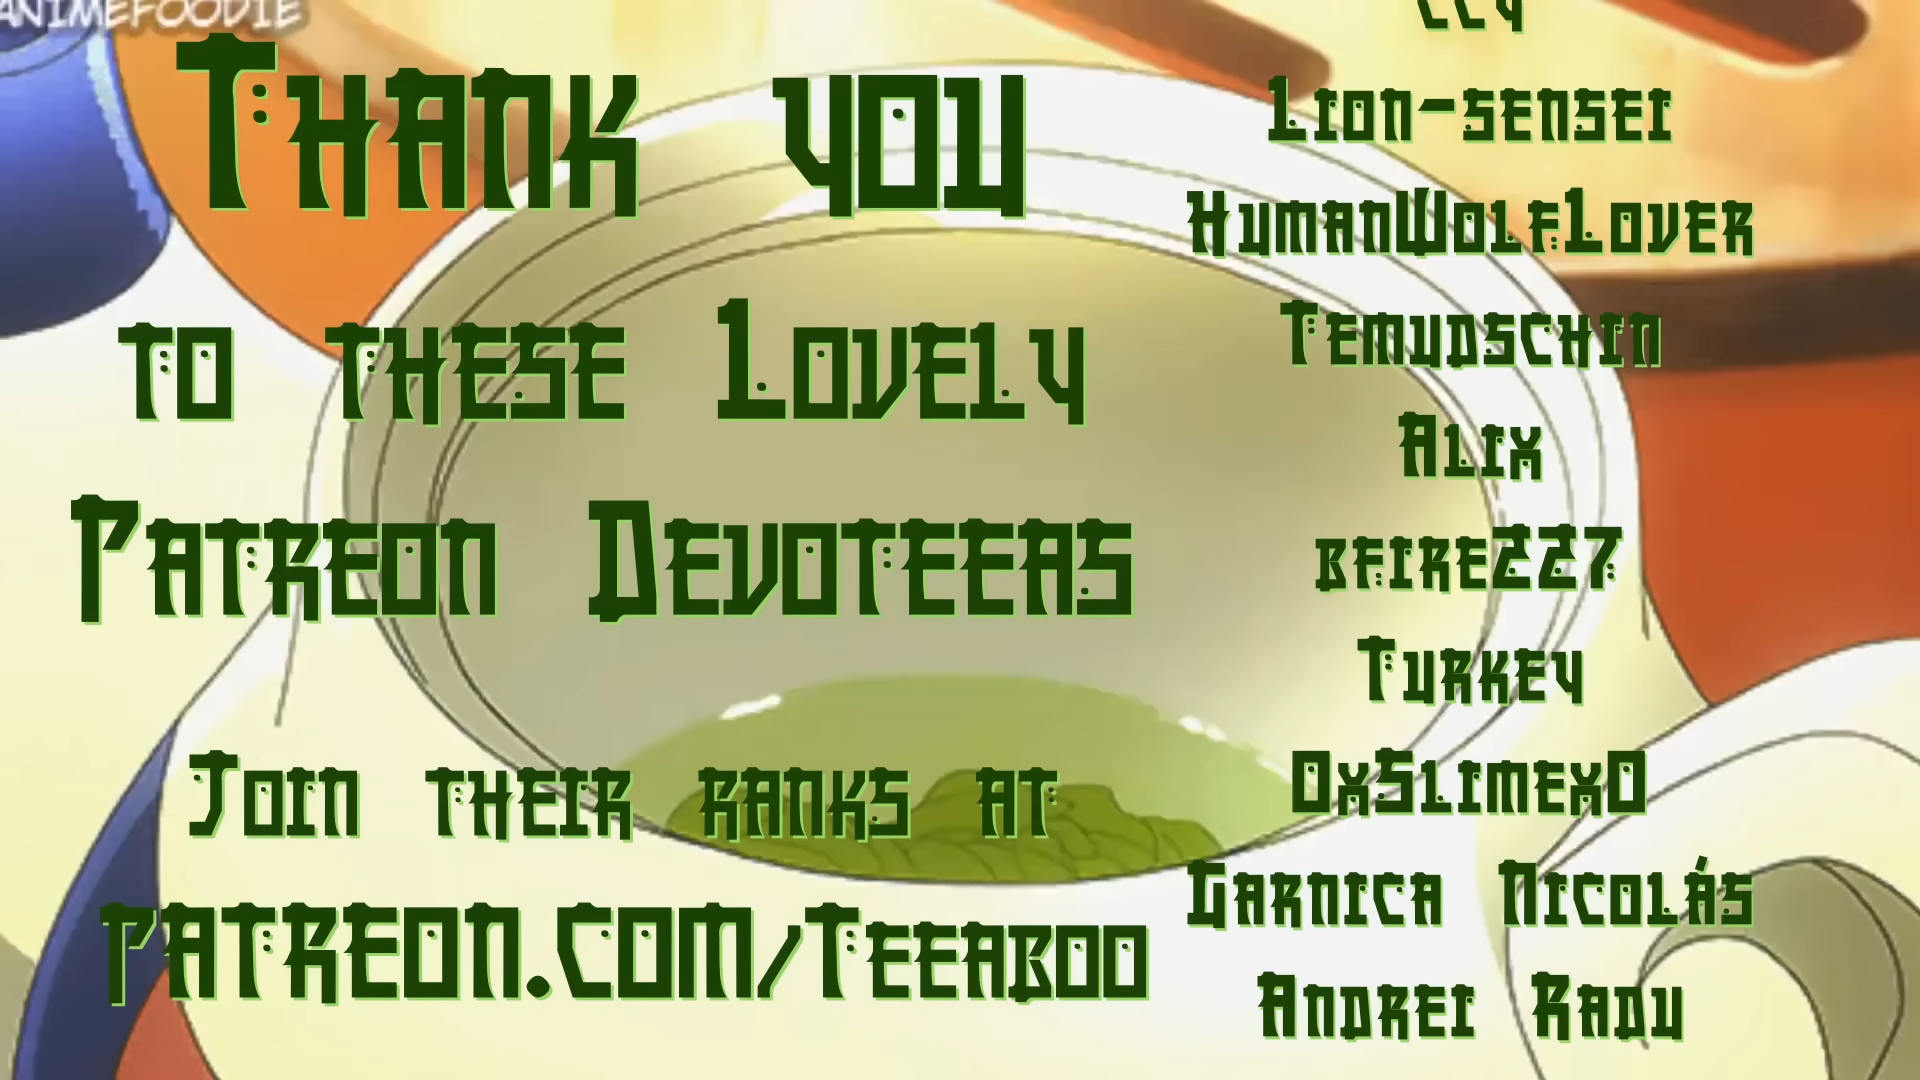 ANIMEFOODIE
Thank you
to these Lovely
Patreon Devoteeas
Join their ranks at
patreon.com/Teeaboo
Lion-sensei
HumanWolfLover
Temudschin
Alix
bfire227
Turkey
OxSlimexO
Garnica Nicolás
Andrei Radu